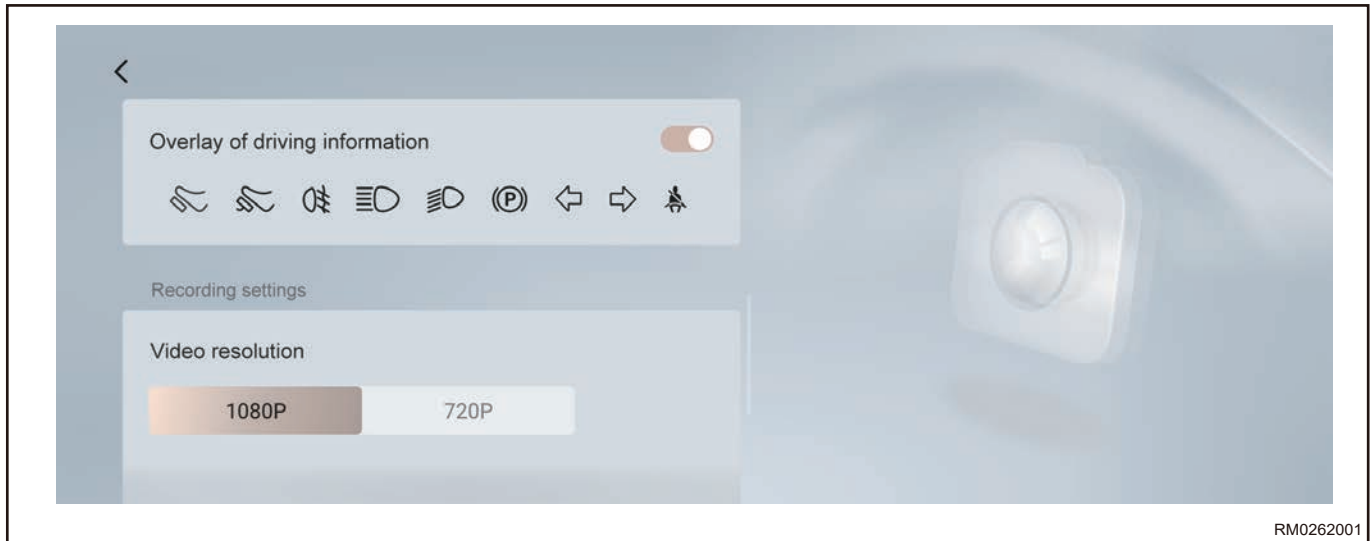 Overlay of driving information
(P)
Recording settings
Video resolution
1080P 720P
RM0262001